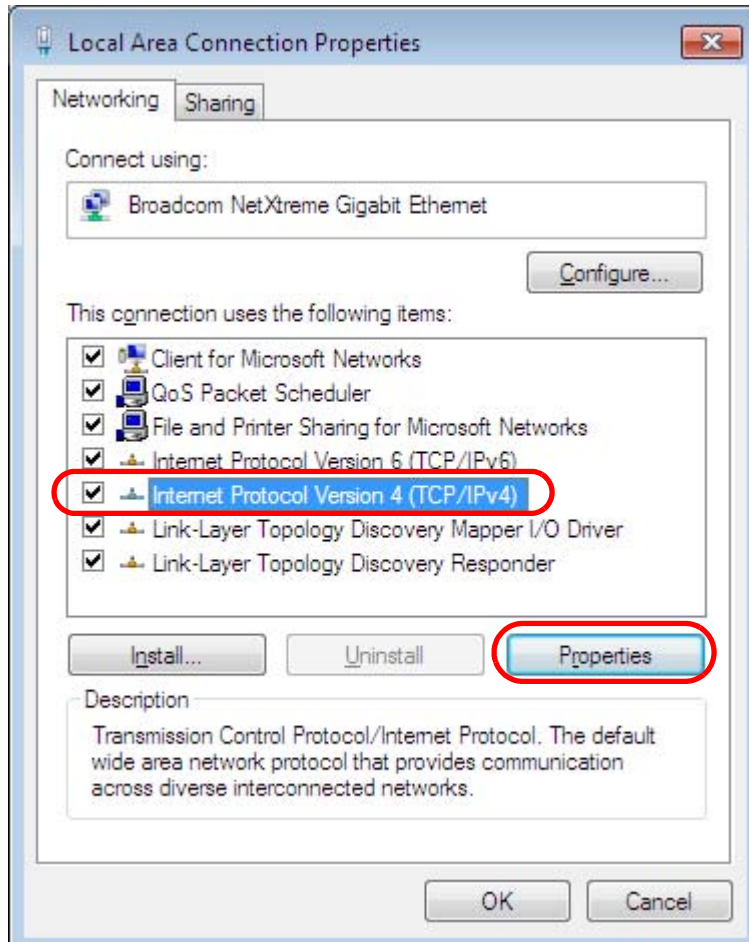 Local Area Connection Properties
Networking
Sharing
Connect using:
Broadcom NetXtreme Gigabit Ethernet
Configure...
This connection uses the following items:
Client for Microsoft Networks
QoS Packet Scheduler
File and Printer Sharing for Microsoft Networks
Internet Protocol Version 6 (TCP/IPv6)
Internet Protocol Version 4 (TCP/IPv4)
Link-Layer Topology Discovery Mapper I/O Driver
Link-Layer Topology Discovery Responder
Install...
Uninstall
Properties
Description
Transmission Control Protocol/Internet Protocol. The default
wide area network protocol that provides communication
across diverse interconnected networks.
OK
Cancel